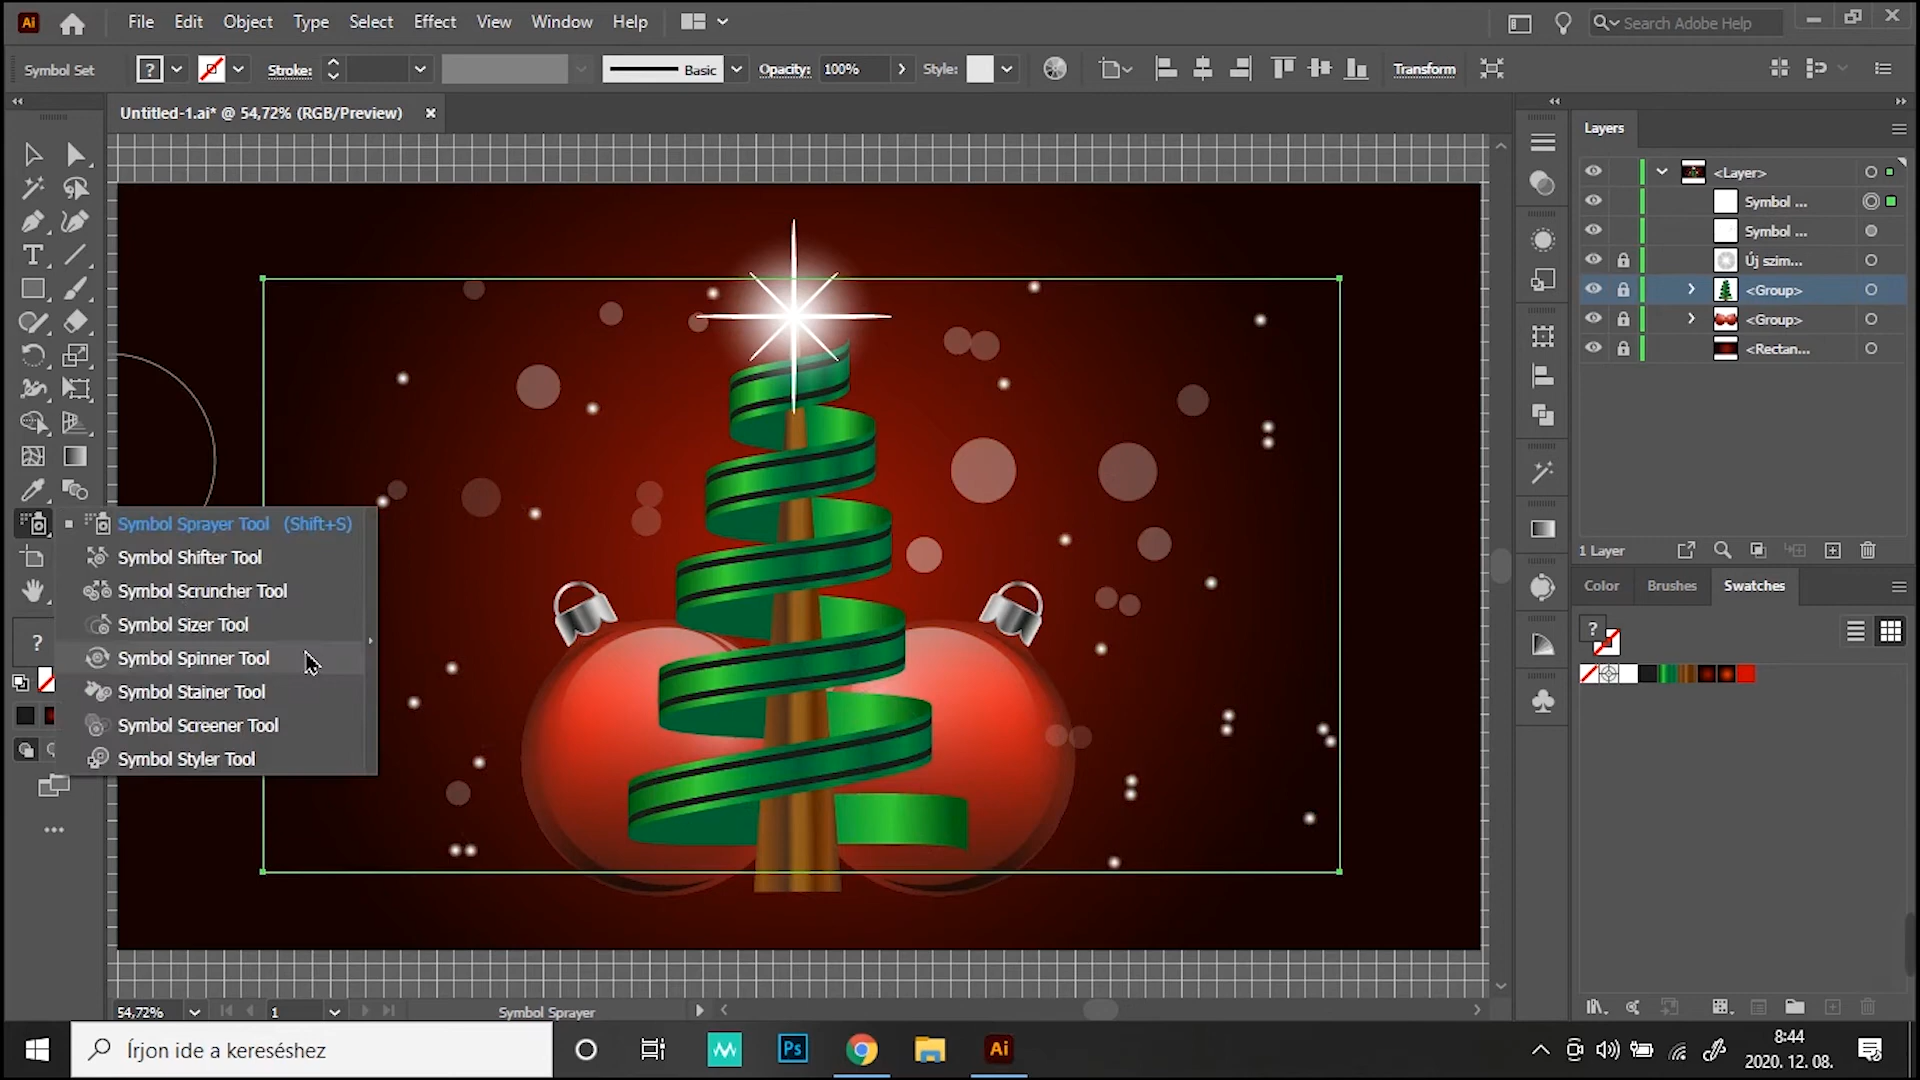 Ai File Edit Object Type Select Effect View Window Help Search Adobe Help
Symbol Set ? Stroke: Basic Opacity: 100% Style: Transform
Untitled-1.ai* @ 54,72% (RGB/Preview)
Symbol Sprayer Tool (Shift+S)
Symbol Shifter Tool
Symbol Scruncher Tool
Symbol Sizer Tool
Symbol Spinner Tool
Symbol Stainer Tool
Symbol Screener Tool
Symbol Styler Tool
?
Layers
<Layer>
Symbol ...
Symbol ...
Új szim...
<Group>
<Group>
<Rectan...
1 Layer
Color Brushes Swatches
?
54,72% 1 Symbol Sprayer
Írjon ide a kereséshez
Ps Ai
8:44
2020. 12. 08.